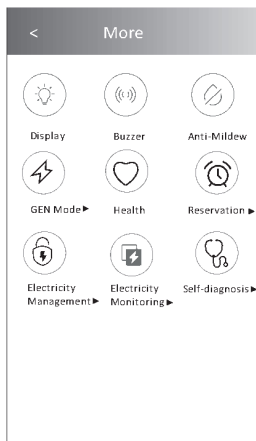 < More
Display Buzzer Anti-Mildew
GEN Mode▶ Health Reservation▶
Electricity Electricity Self-diagnosis▶
Management▶ Monitoring▶